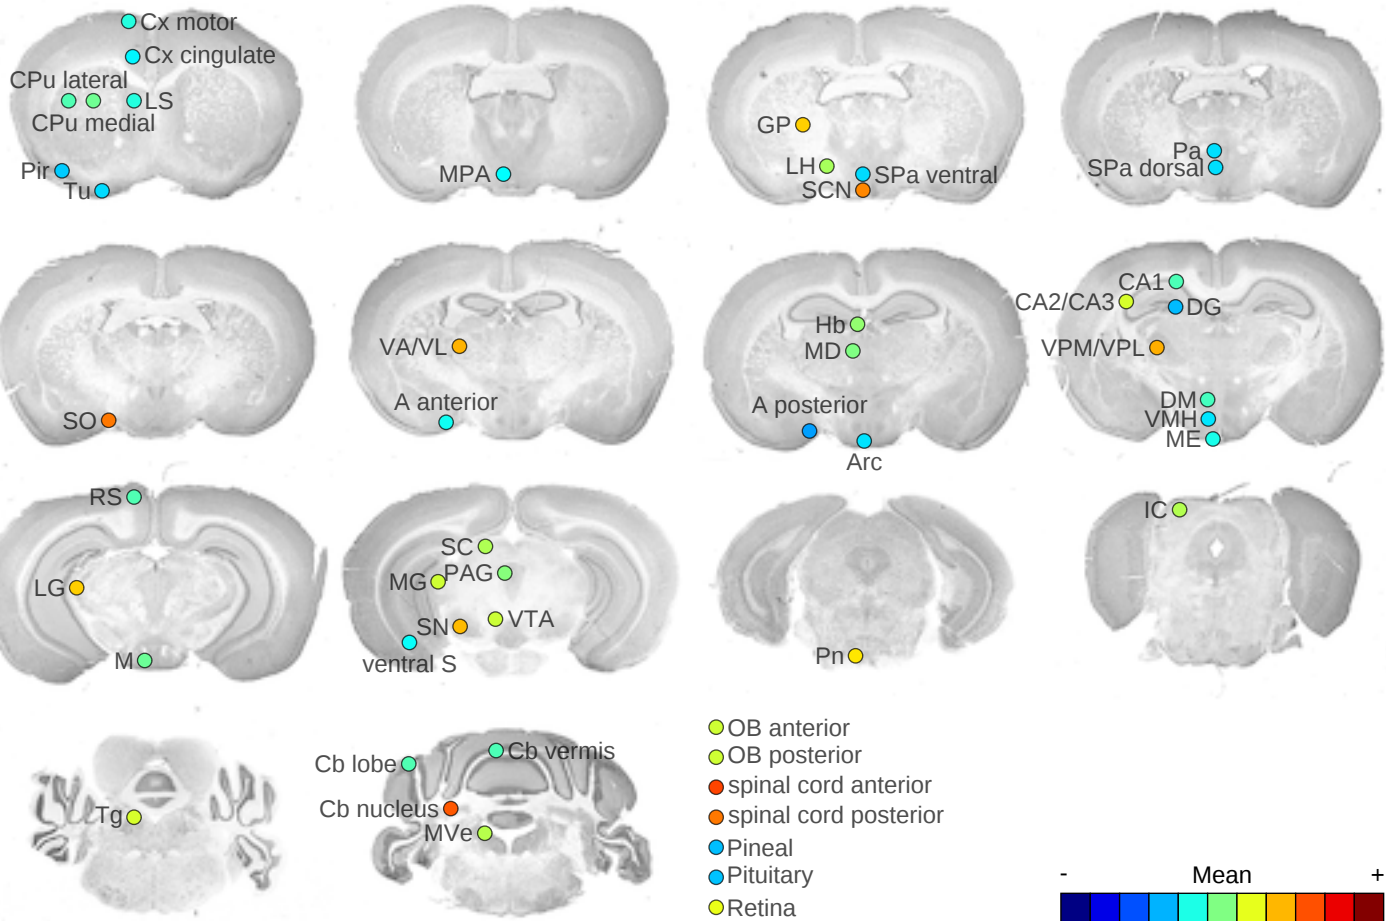 Cx motor
Cx cingulate
CPu lateral
LS
CPu medial
Pir
Tu
MPA
GP
LH
SPa ventral
SCN
Pa
SPa dorsal
SO
VA/VL
A anterior
Hb
MD
A posterior
Arc
CA1
CA2/CA3
DG
VPM/VPL
DM
VMH
ME
RS
LG
M
SC
MG
PAG
SN
VTA
ventral S
Pn
IC
Tg
Cb lobe
Cb vermis
Cb nucleus
MVe
OB anterior
OB posterior
spinal cord anterior
spinal cord posterior
Pineal
Pituitary
Retina
- Mean +